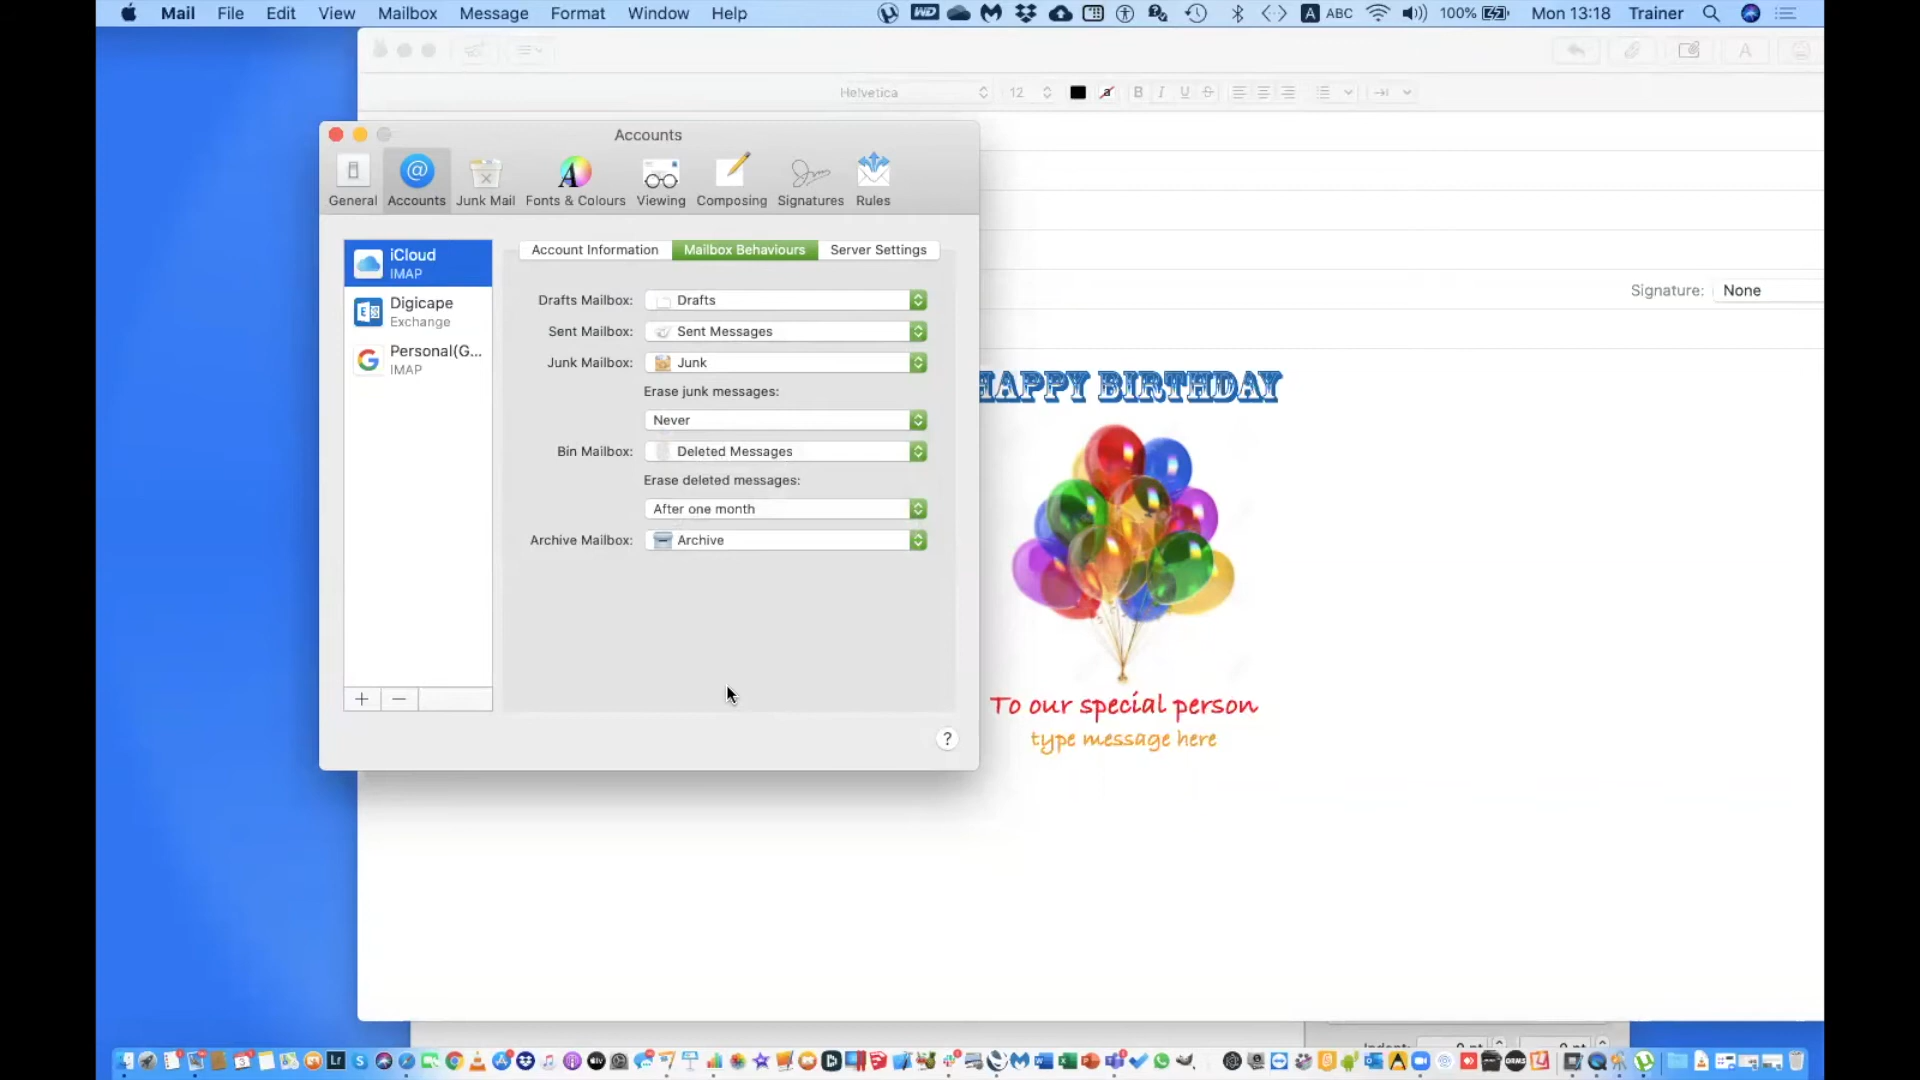 Mail File Edit View Mailbox Message Format Window Help WD A ABC 100% Mon 13:18 Trainer
Helvetica 12 a B I U S
Accounts
General Accounts Junk Mail Fonts & Colours Viewing Composing Signatures Rules
iCloud
IMAP
Digicape
Exchange
Personal(G...
IMAP
Account Information Mailbox Behaviours Server Settings
Drafts Mailbox: Drafts
Sent Mailbox: Sent Messages
Junk Mailbox: Junk
Erase junk messages:
Never
Bin Mailbox: Deleted Messages
Erase deleted messages:
After one month
Archive Mailbox: Archive
+ −
?
Signature: None
HAPPY BIRTHDAY
To our special person
type message here